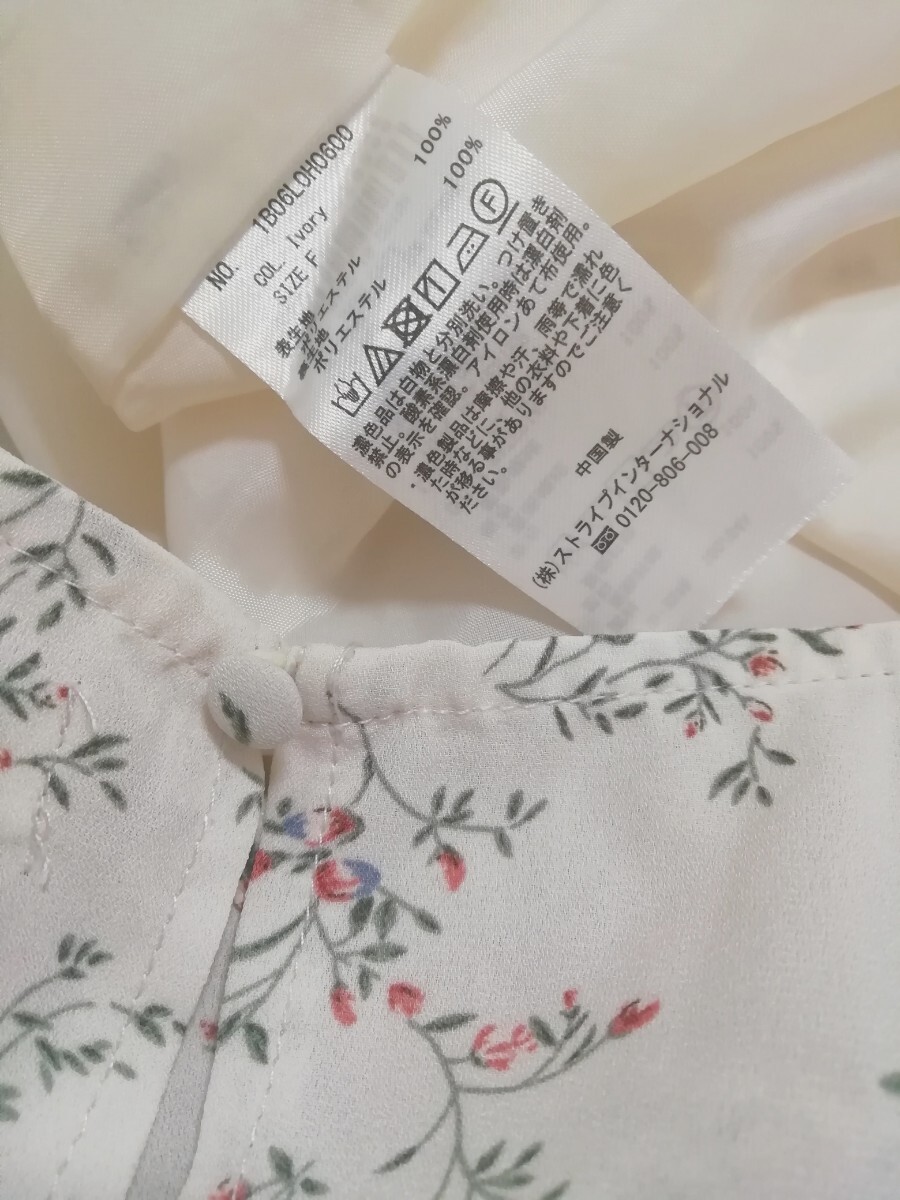 NO. 1B06L0H0600
COL. Ivory
SIZE F
表生地
ポリエステル 100%
裏生地
ポリエステル 100%
F
濃色品は白物と分別洗い。つけ置き
禁止。酸素系漂白剤使用時は漂白剤
の表示を確認。アイロンあて布使用。
・濃色製品は摩擦や汗、雨等で濡れ
た時などに、他の衣料や下着に色
が移る事がありますのでご注意く
ださい。
中国製
(株)ストライプインターナショナル
0120-806-008